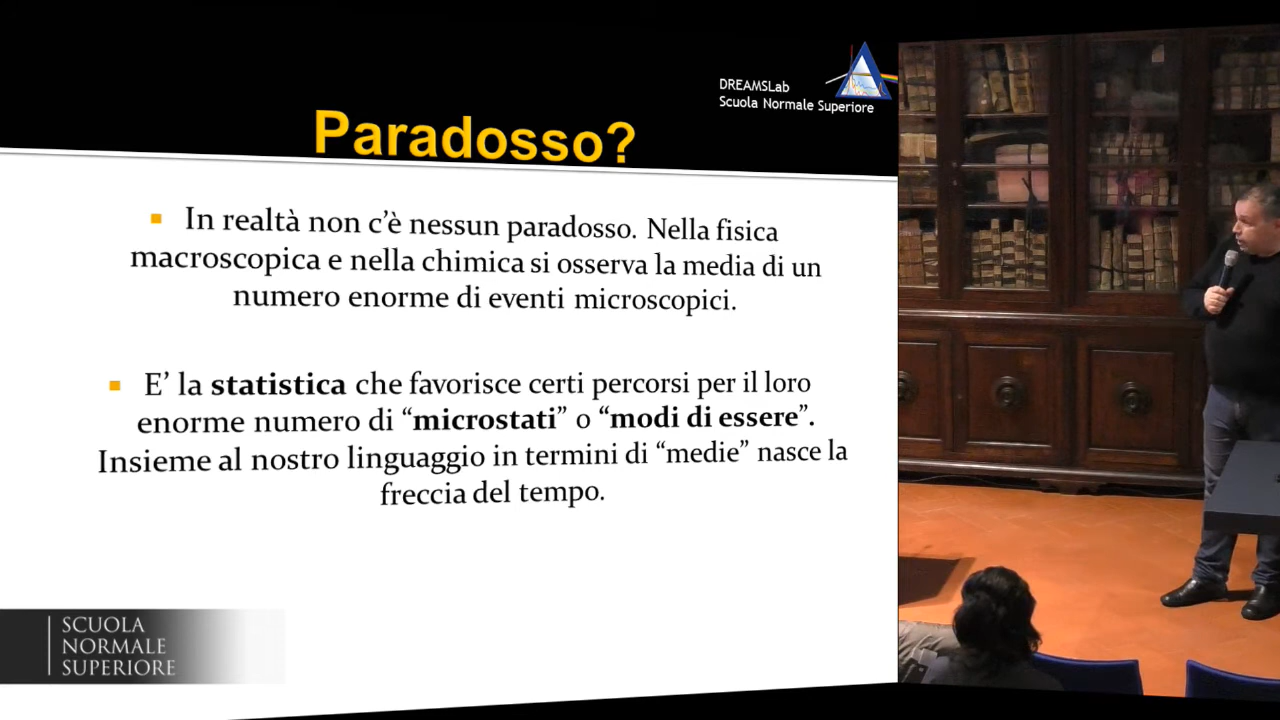 DREAMSLab
Scuola Normale Superiore
Paradosso?
In realtà non c’è nessun paradosso. Nella fisica
macroscopica e nella chimica si osserva la media di un
numero enorme di eventi microscopici.
E’ la statistica che favorisce certi percorsi per il loro
enorme numero di “microstati” o “modi di essere”.
Insieme al nostro linguaggio in termini di “medie” nasce la
freccia del tempo.
SCUOLA
NORMALE
SUPERIORE